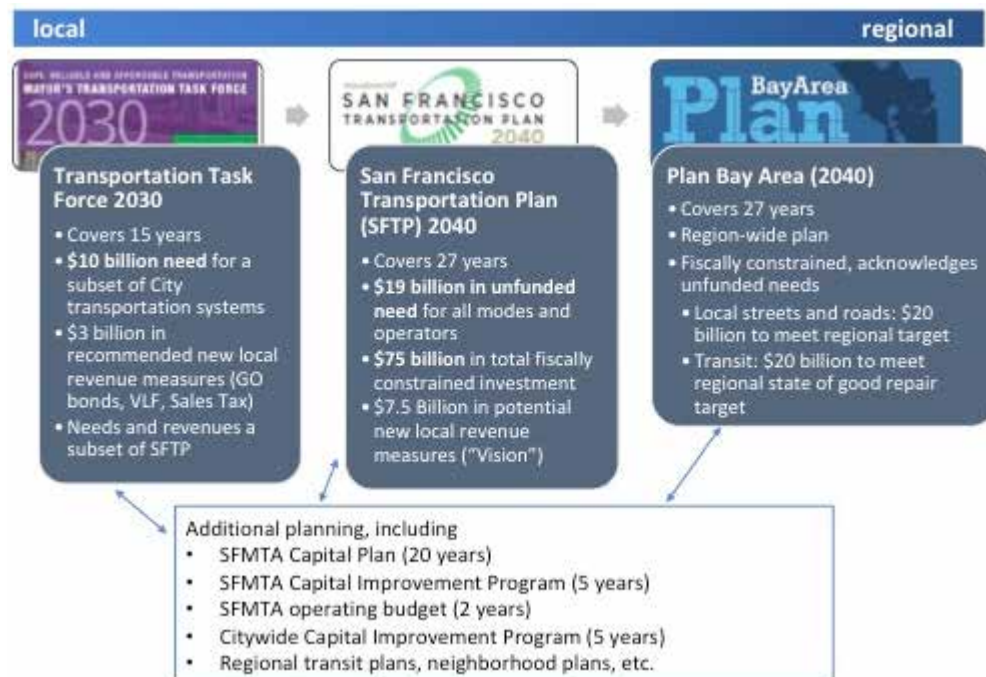 local regional
SAFE, RELIABLE AND AFFORDABLE TRANSPORTATION
MAYOR'S TRANSPORTATION TASK FORCE
2030
SAN FRANCISCO
TRANSPORTATION PLAN
2040
BayArea
Plan
Transportation Task
Force 2030
• Covers 15 years
• $10 billion need for a
subset of City
transportation systems
• $3 billion in
recommended new local
revenue measures (GO
bonds, VLF, Sales Tax)
• Needs and revenues a
subset of SFTP
San Francisco
Transportation Plan
(SFTP) 2040
• Covers 27 years
• $19 billion in unfunded
need for all modes and
operators
• $75 billion in total fiscally
constrained investment
• $7.5 Billion in potential
new local revenue
measures ("Vision")
Plan Bay Area (2040)
• Covers 27 years
• Region-wide plan
• Fiscally constrained, acknowledges
unfunded needs
• Local streets and roads: $20
billion to meet regional target
• Transit: $20 billion to meet
regional state of good repair
target
Additional planning, including
• SFMTA Capital Plan (20 years)
• SFMTA Capital Improvement Program (5 years)
• SFMTA operating budget (2 years)
• Citywide Capital Improvement Program (5 years)
• Regional transit plans, neighborhood plans, etc.